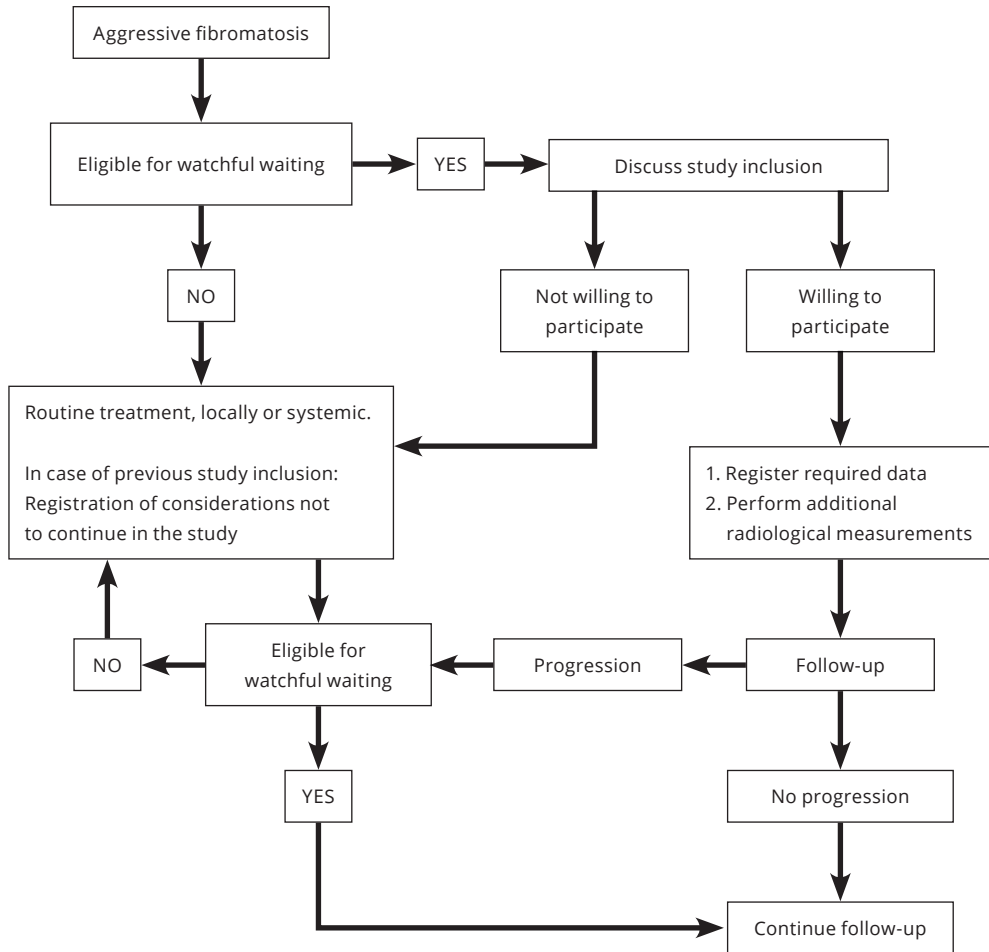 Aggressive fibromatosis
Eligible for watchful waiting
YES
Discuss study inclusion
NO
Not willing to
participate
Willing to
participate
Routine treatment, locally or systemic.
In case of previous study inclusion:
Registration of considerations not
to continue in the study
1. Register required data
2. Perform additional
radiological measurements
NO
Eligible for
watchful waiting
Progression
Follow-up
YES
No progression
Continue follow-up